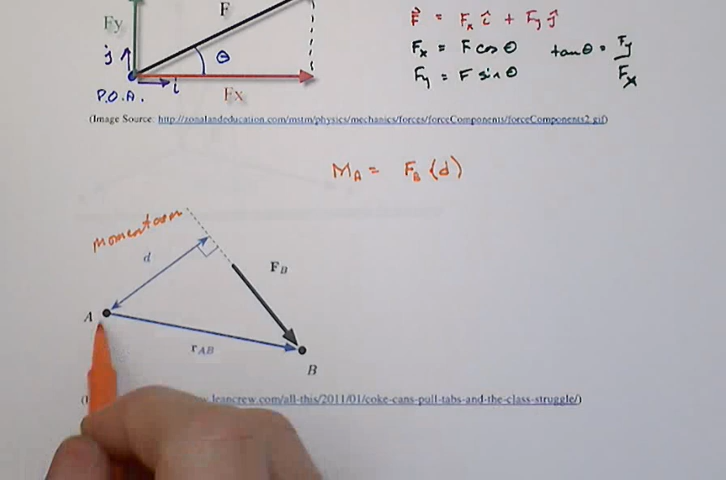 F
Fy
F⃗ = Fx î + Fy ĵ
j
θ
Fx = F cos θ tan θ = Fy / Fx
Fy = F sin θ
i
P.O.A.
Fx
(Image Source: http://zonalandeducation.com/mstm/physics/mechanics/forces/forceComponents/forceComponents2.gif)
MA = FB (d)
moment arm
d
FB
A
rAB
B
leancrew.com/all-this/2011/01/coke-cans-pull-tabs-and-the-class-struggle/)